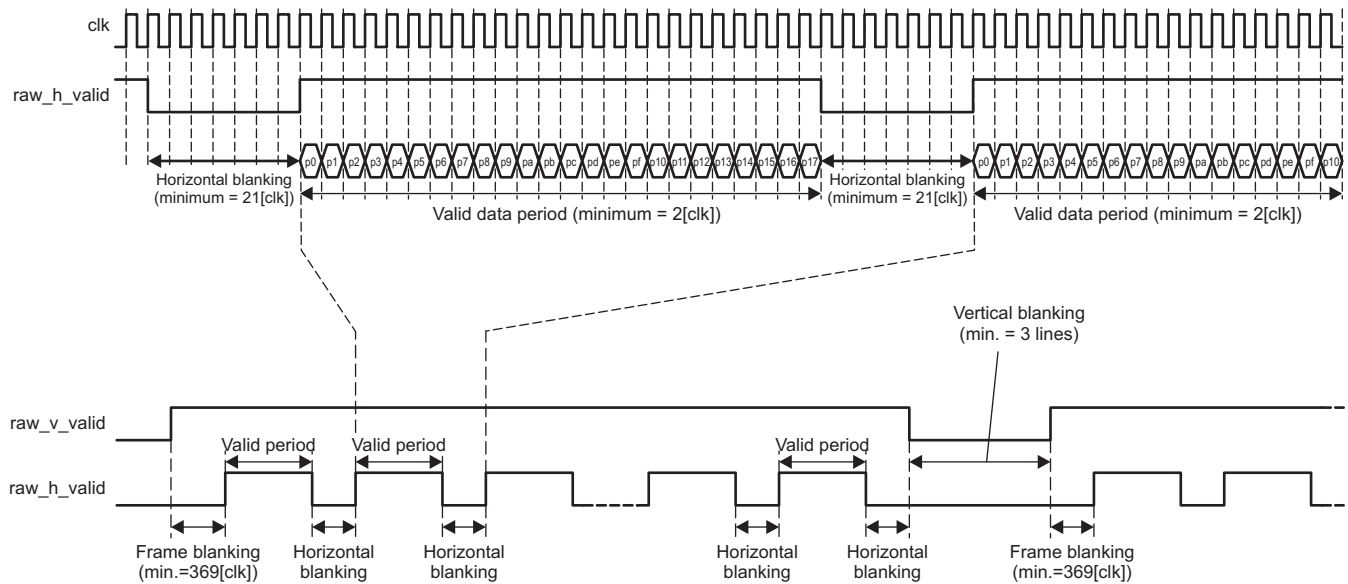 clk
raw_h_valid
p0 p1 p2 p3 p4 p5 p6 p7 p8 p9 pa pb pc pd pe pf p10 p11 p12 p13 p14 p15 p16 p17
p0 p1 p2 p3 p4 p5 p6 p7 p8 p9 pa pb pc pd pe pf p10
Horizontal blanking
(minimum = 21[clk])
Valid data period (minimum = 2[clk])
Horizontal blanking
(minimum = 21[clk])
Valid data period (minimum = 2[clk])
Vertical blanking
(min. = 3 lines)
raw_v_valid
Valid period
Valid period
Valid period
raw_h_valid
Frame blanking
(min.=369[clk])
Horizontal
blanking
Horizontal
blanking
Horizontal
blanking
Horizontal
blanking
Frame blanking
(min.=369[clk])